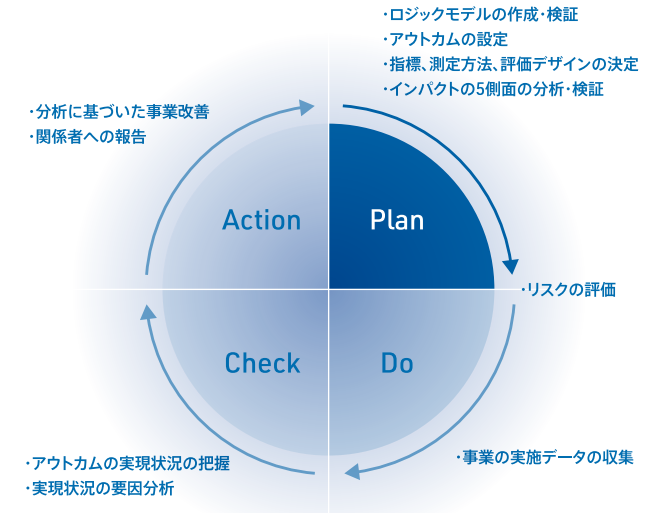 ・ロジックモデルの作成・検証
・アウトカムの設定
・指標、測定方法、評価デザインの決定
・インパクトの5側面の分析・検証
・分析に基づいた事業改善
・関係者への報告
Action
Plan
・リスクの評価
Check
Do
・アウトカムの実現状況の把握
・実現状況の要因分析
・事業の実施データの収集